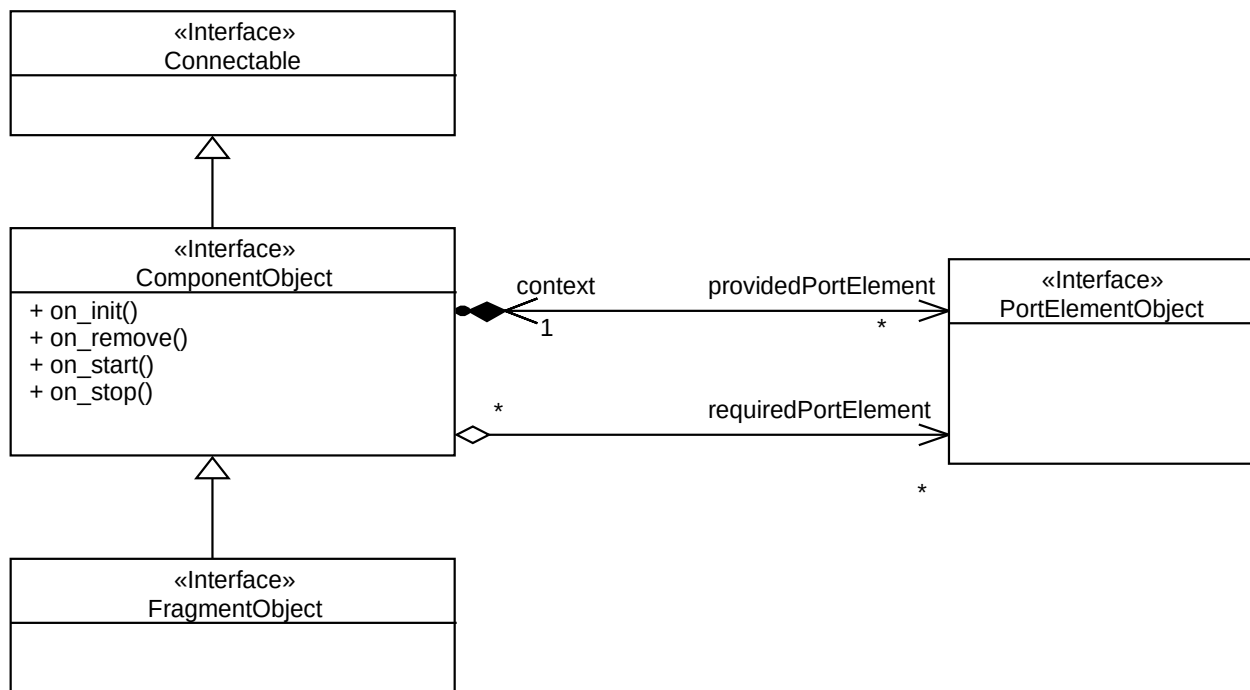 «Interface»
Connectable
«Interface»
ComponentObject
+ on_init()
+ on_remove()
+ on_start()
+ on_stop()
context
1
providedPortElement
*
*
requiredPortElement
*
«Interface»
PortElementObject
«Interface»
FragmentObject